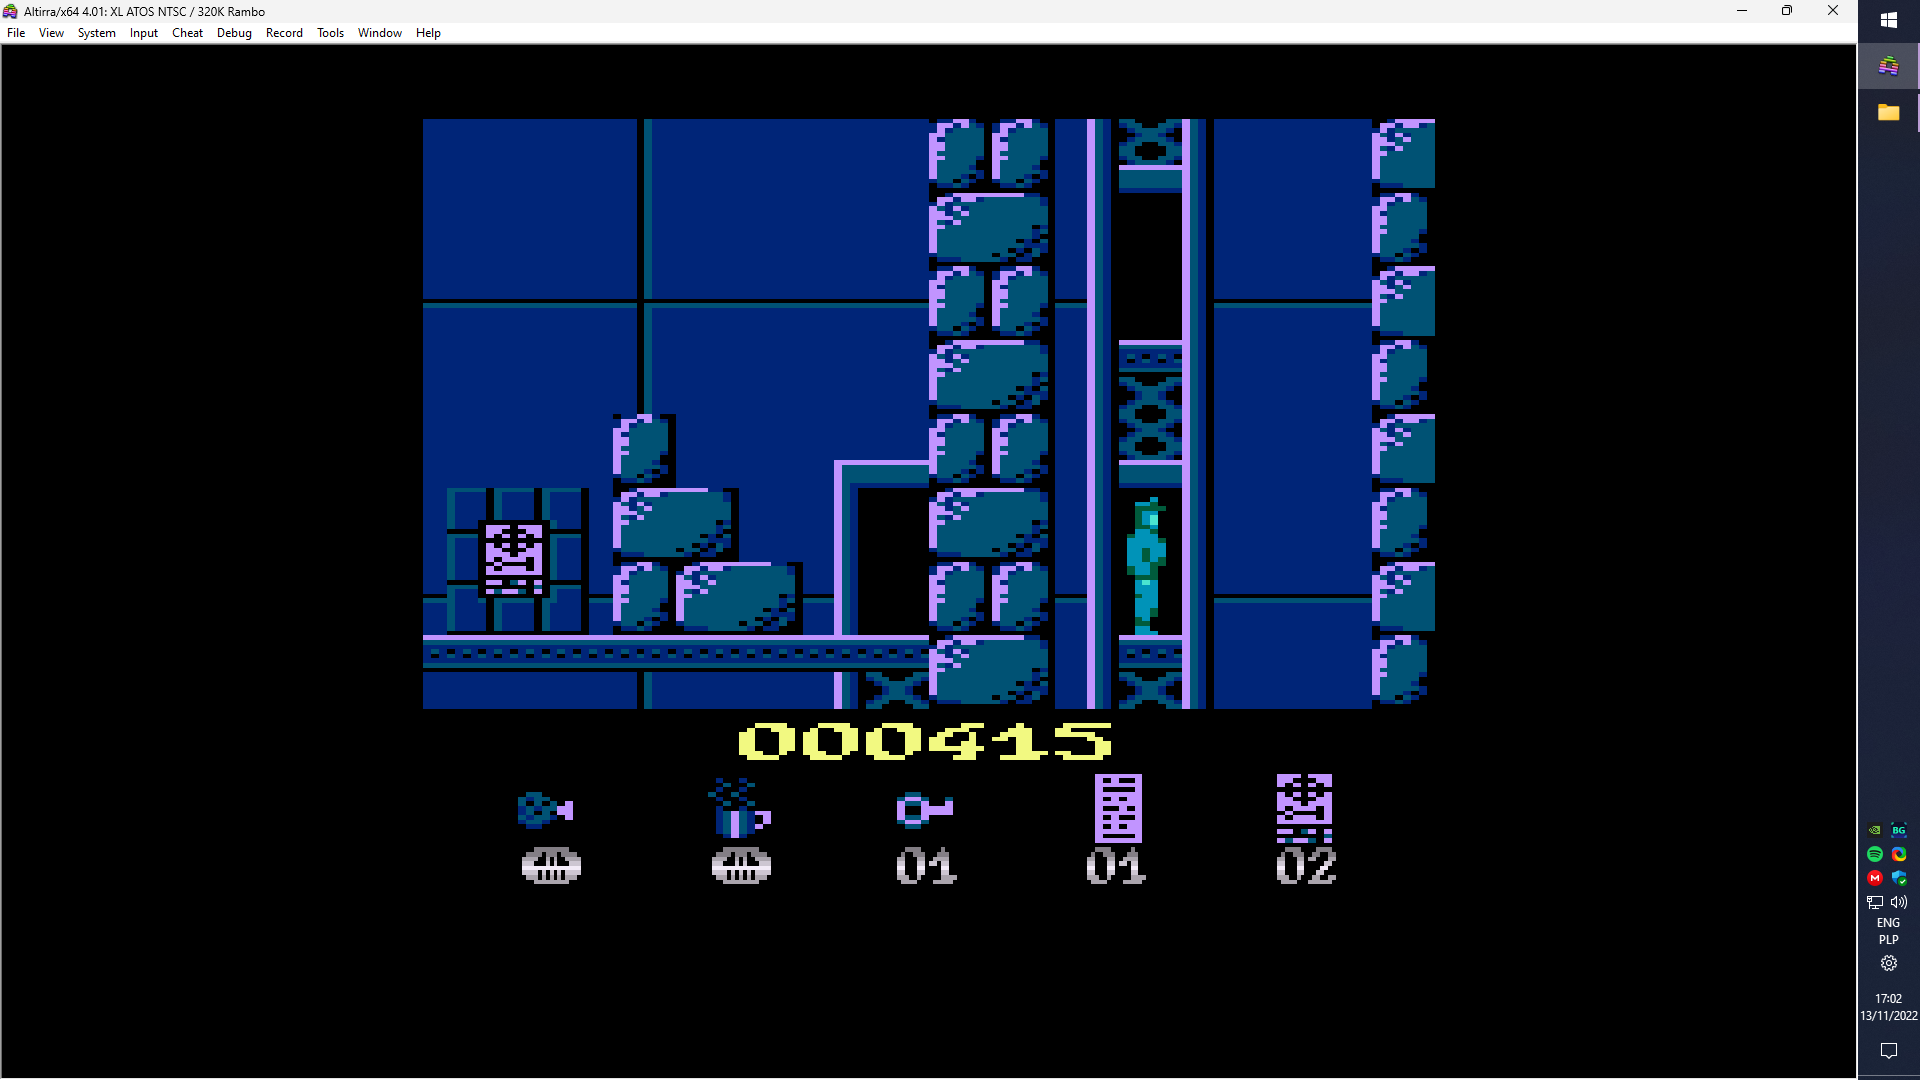 Altirra/x64 4.01: XL ATOS NTSC / 320K Rambo
File View System Input Cheat Debug Record Tools Window Help
000415
01 01 02
BG
M
ENG
PLP
17:02
13/11/2022